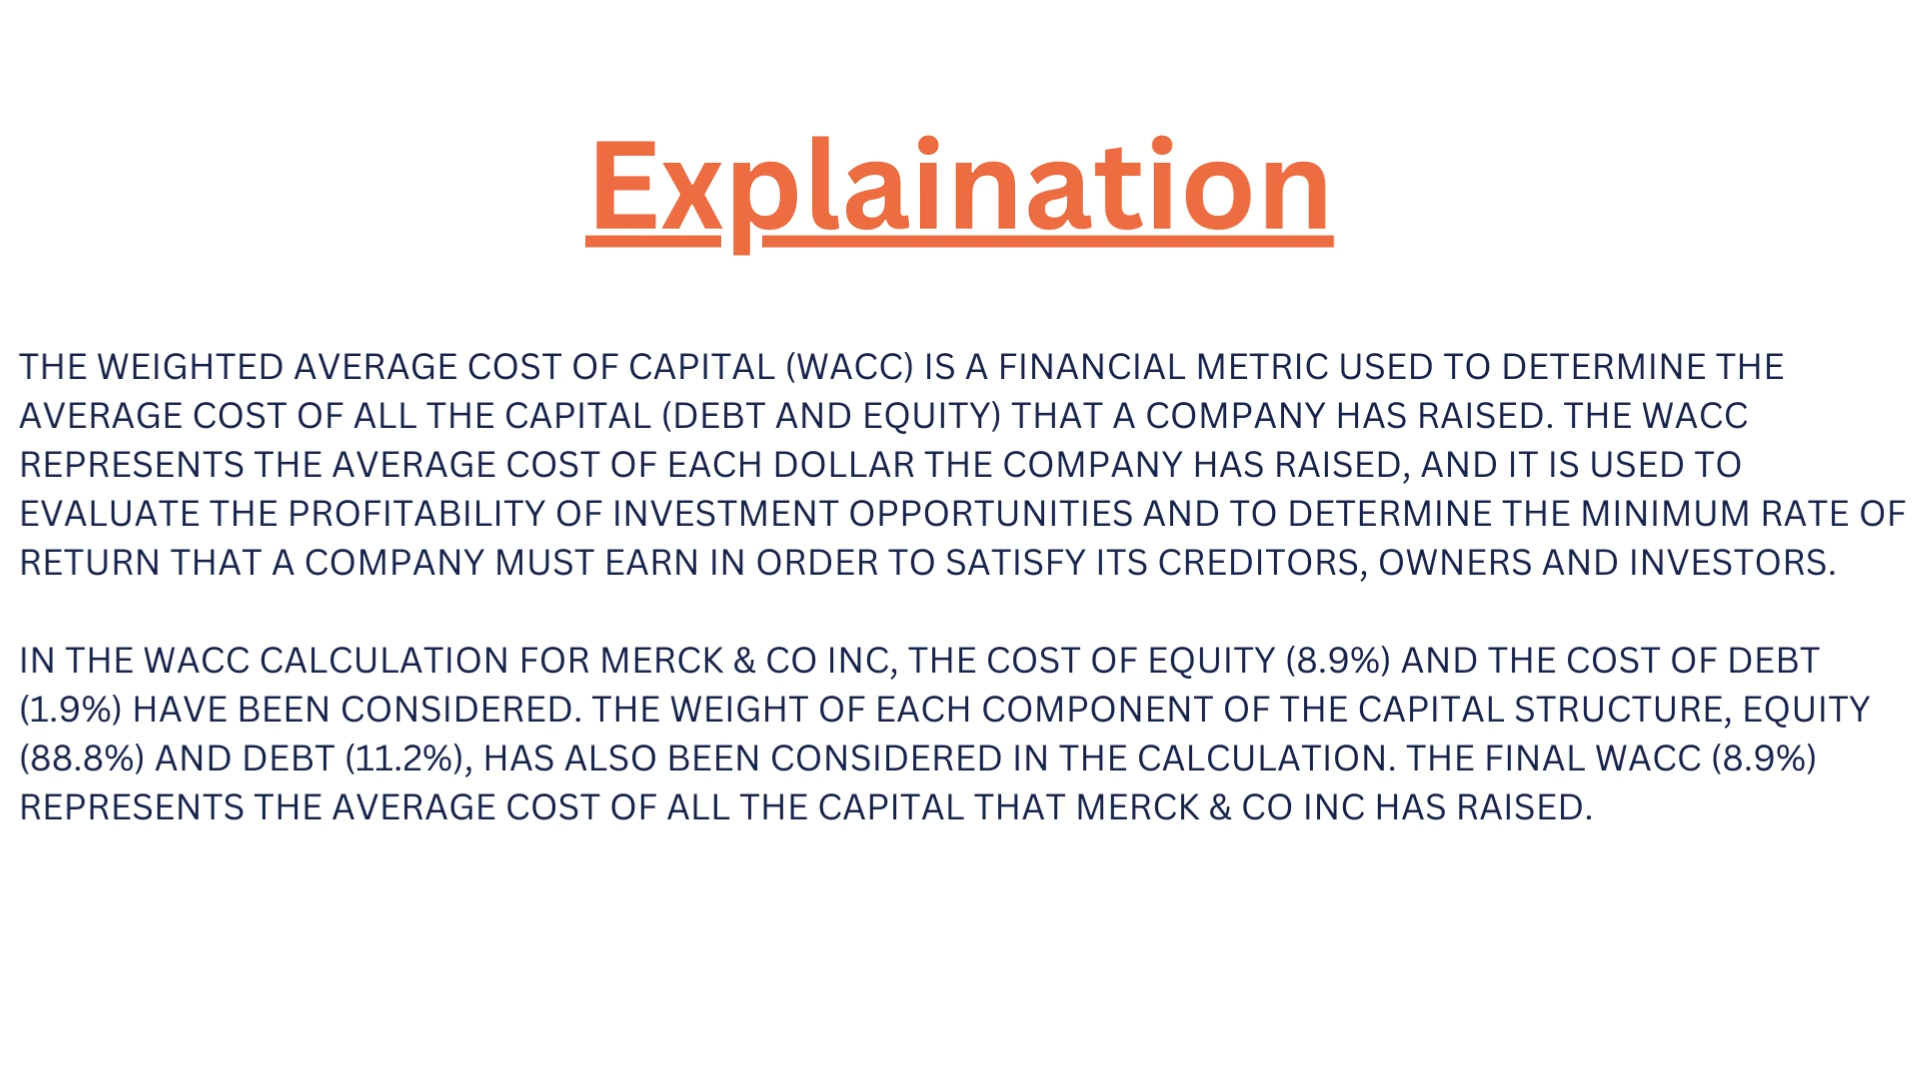 Explaination
THE WEIGHTED AVERAGE COST OF CAPITAL (WACC) IS A FINANCIAL METRIC USED TO DETERMINE THE
AVERAGE COST OF ALL THE CAPITAL (DEBT AND EQUITY) THAT A COMPANY HAS RAISED. THE WACC
REPRESENTS THE AVERAGE COST OF EACH DOLLAR THE COMPANY HAS RAISED, AND IT IS USED TO
EVALUATE THE PROFITABILITY OF INVESTMENT OPPORTUNITIES AND TO DETERMINE THE MINIMUM RATE OF
RETURN THAT A COMPANY MUST EARN IN ORDER TO SATISFY ITS CREDITORS, OWNERS AND INVESTORS.
IN THE WACC CALCULATION FOR MERCK & CO INC, THE COST OF EQUITY (8.9%) AND THE COST OF DEBT
(1.9%) HAVE BEEN CONSIDERED. THE WEIGHT OF EACH COMPONENT OF THE CAPITAL STRUCTURE, EQUITY
(88.8%) AND DEBT (11.2%), HAS ALSO BEEN CONSIDERED IN THE CALCULATION. THE FINAL WACC (8.9%)
REPRESENTS THE AVERAGE COST OF ALL THE CAPITAL THAT MERCK & CO INC HAS RAISED.